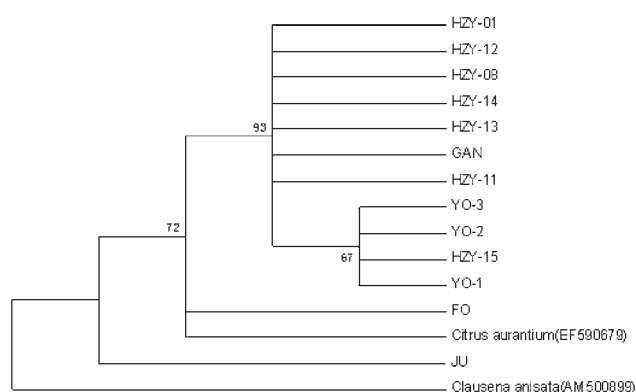 HZY-01
HZY-12
HZY-08
HZY-14
93
HZY-13
GAN
HZY-11
YO-3
72
YO-2
67
HZY-15
YO-1
FO
Citrus aurantium(EF590679)
JU
Clausena anisata(AM500899)